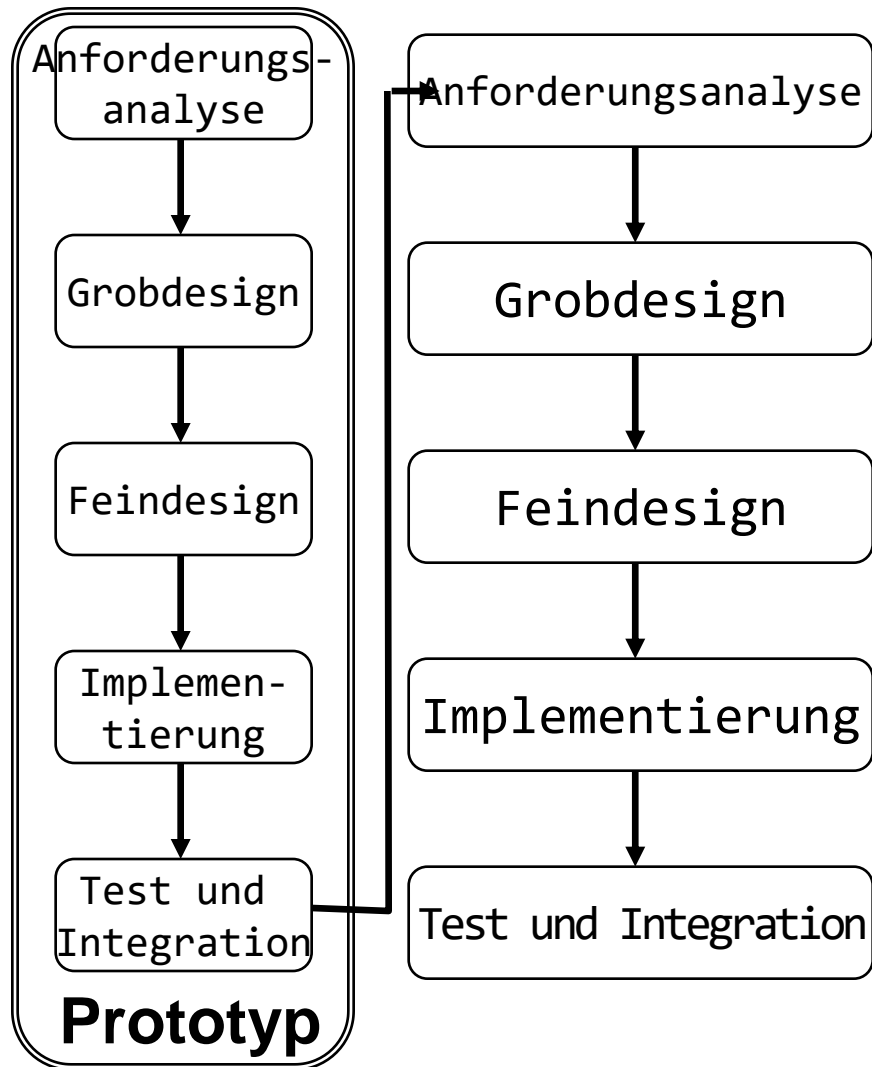 Anforderungs-
analyse
Grobdesign
Feindesign
Implemen-
tierung
Test und
Integration
Prototyp
Anforderungsanalyse
Grobdesign
Feindesign
Implementierung
Test und Integration